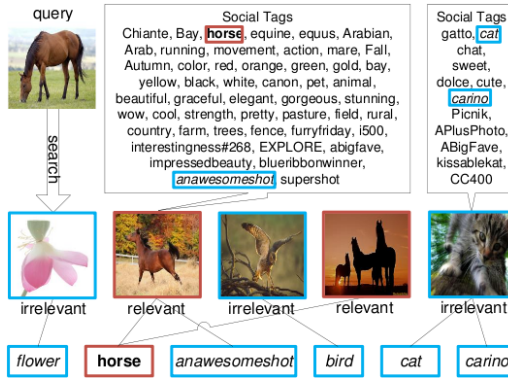 query
Social Tags
Chiante, Bay, horse, equine, equus, Arabian,
Arab, running, movement, action, mare, Fall,
Autumn, color, red, orange, green, gold, bay,
yellow, black, white, canon, pet, animal,
beautiful, graceful, elegant, gorgeous, stunning,
wow, cool, strength, pretty, pasture, field, rural,
country, farm, trees, fence, furryfriday, i500,
interestingness#268, EXPLORE, abigfave,
impressedbeauty, blueribbonwinner,
anawesomeshot supershot
Social Tags
gatto, cat
chat,
sweet,
dolce, cute,
carino
Picnik,
APlusPhoto,
ABigFave,
kissablekat,
CC400
search
irrelevant
relevant
irrelevant
relevant
irrelevant
flower
horse
anawesomeshot
bird
cat
carino